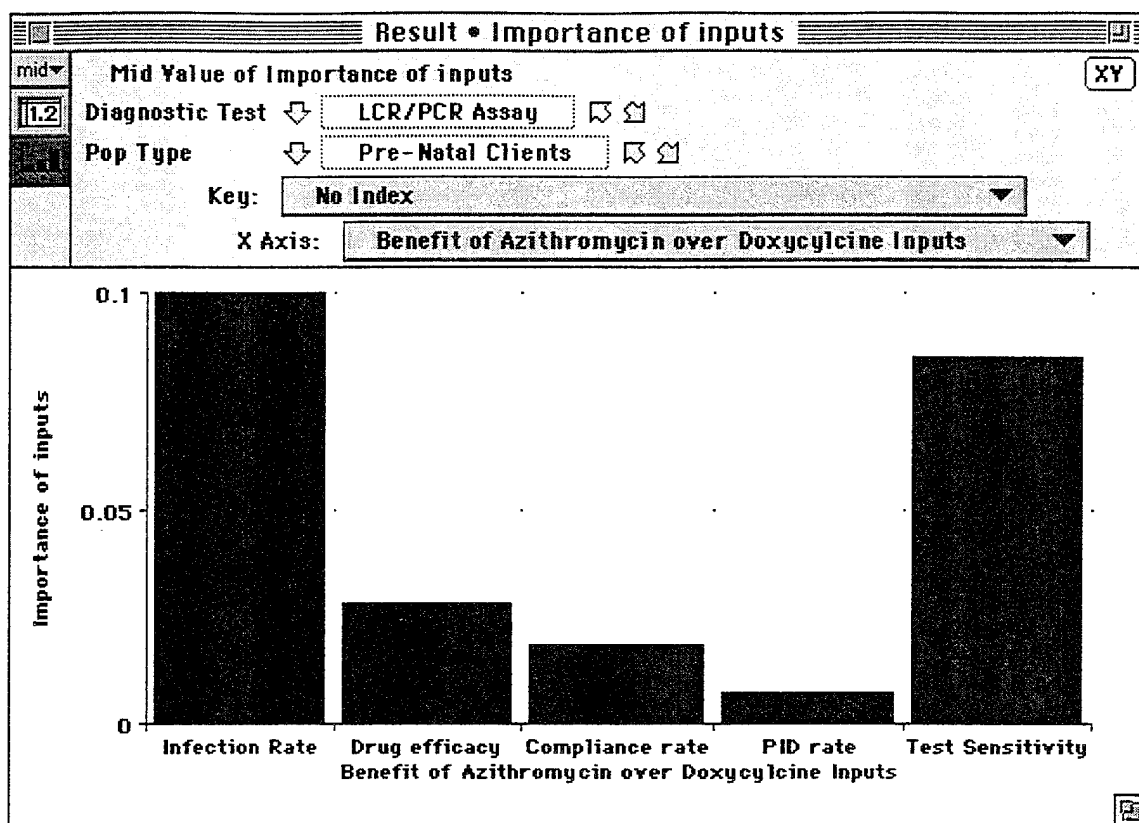 Result • Importance of inputs
mid
Mid Value of Importance of inputs
XY
1.2
Diagnostic Test LCR/PCR Assay
Pop Type Pre-Natal Clients
Key: No Index
X Axis: Benefit of Azithromycin over Doxycylcine Inputs
0.1
0.05
0
Importance of inputs
Infection Rate Drug efficacy Compliance rate PID rate Test Sensitivity
Benefit of Azithromycin over Doxycylcine Inputs